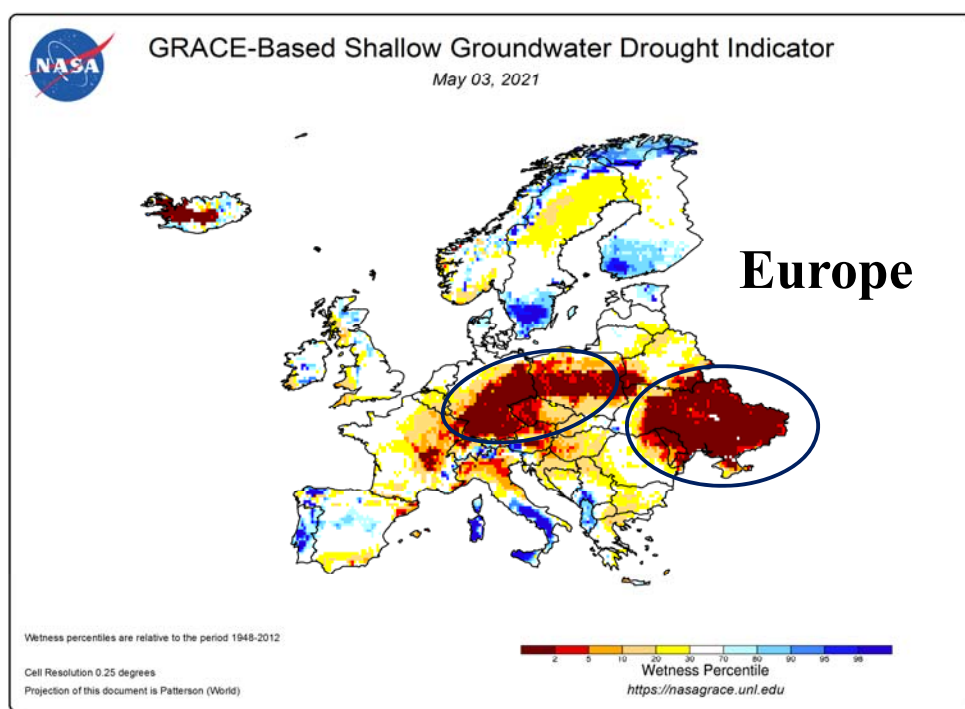 NASA
GRACE-Based Shallow Groundwater Drought Indicator
May 03, 2021
Europe
Wetness percentiles are relative to the period 1948-2012
Cell Resolution 0.25 degrees
Projection of this document is Patterson (World)
2 5 10 20 30 70 80 90 95 98
Wetness Percentile
https://nasagrace.unl.edu